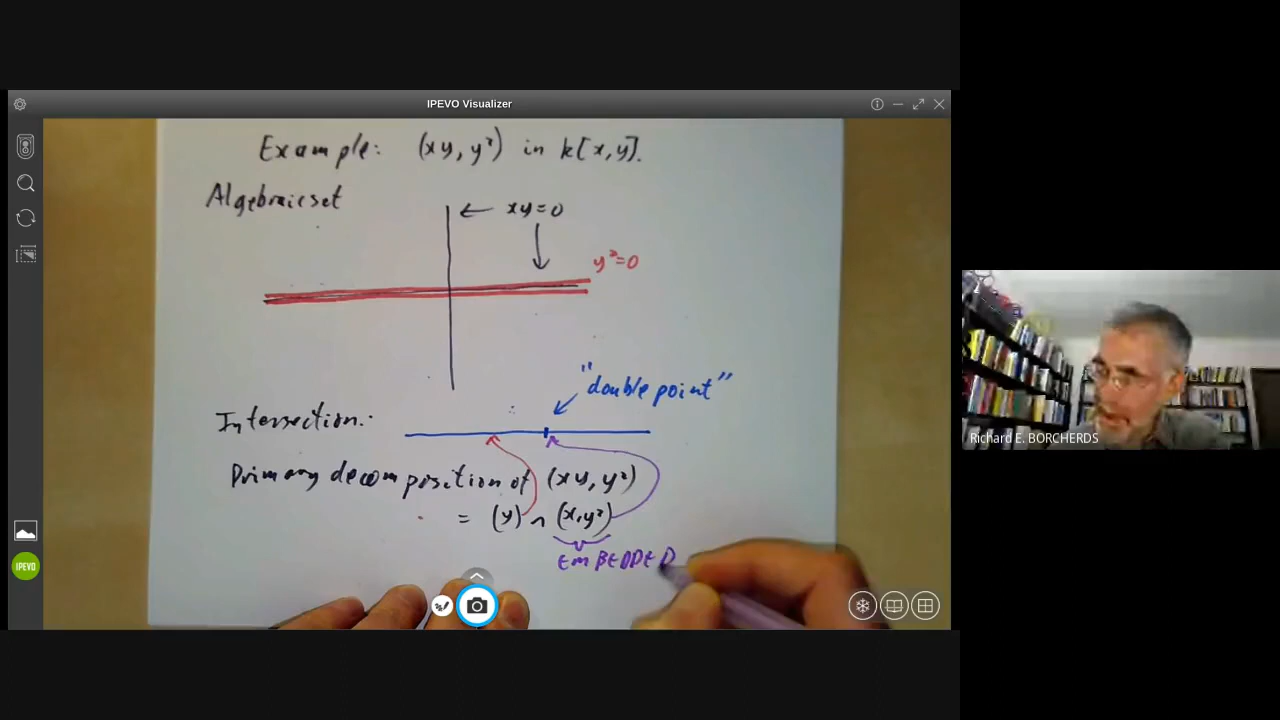 IPEVO Visualizer
Example: (xy, y²) in k[x,y].
Algebraic set
← xy=0
y²=0
"double point"
Intersection:
Primary decomposition of (xy, y²)
= (y) ∩ (x,y²)
EMBEDDED
Richard E. BORCHERDS
IPEVO